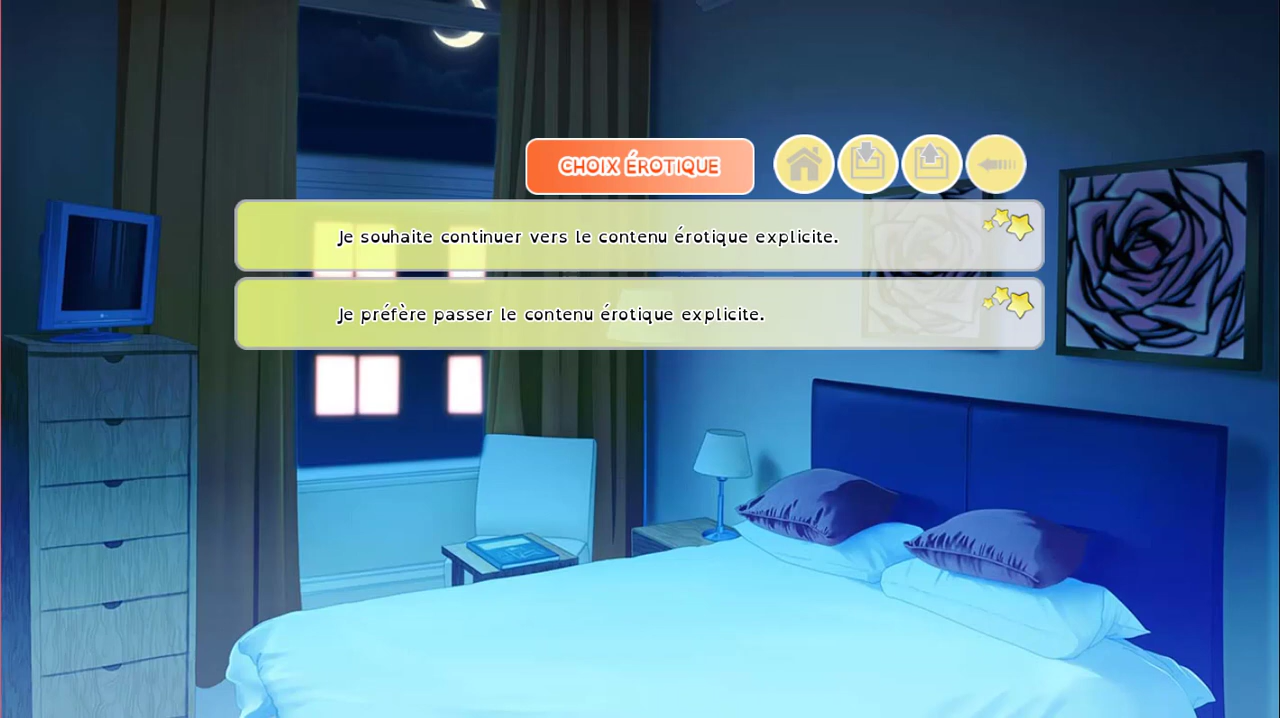 CHOIX ÉROTIQUE
Je souhaite continuer vers le contenu érotique explicite.
Je préfère passer le contenu érotique explicite.